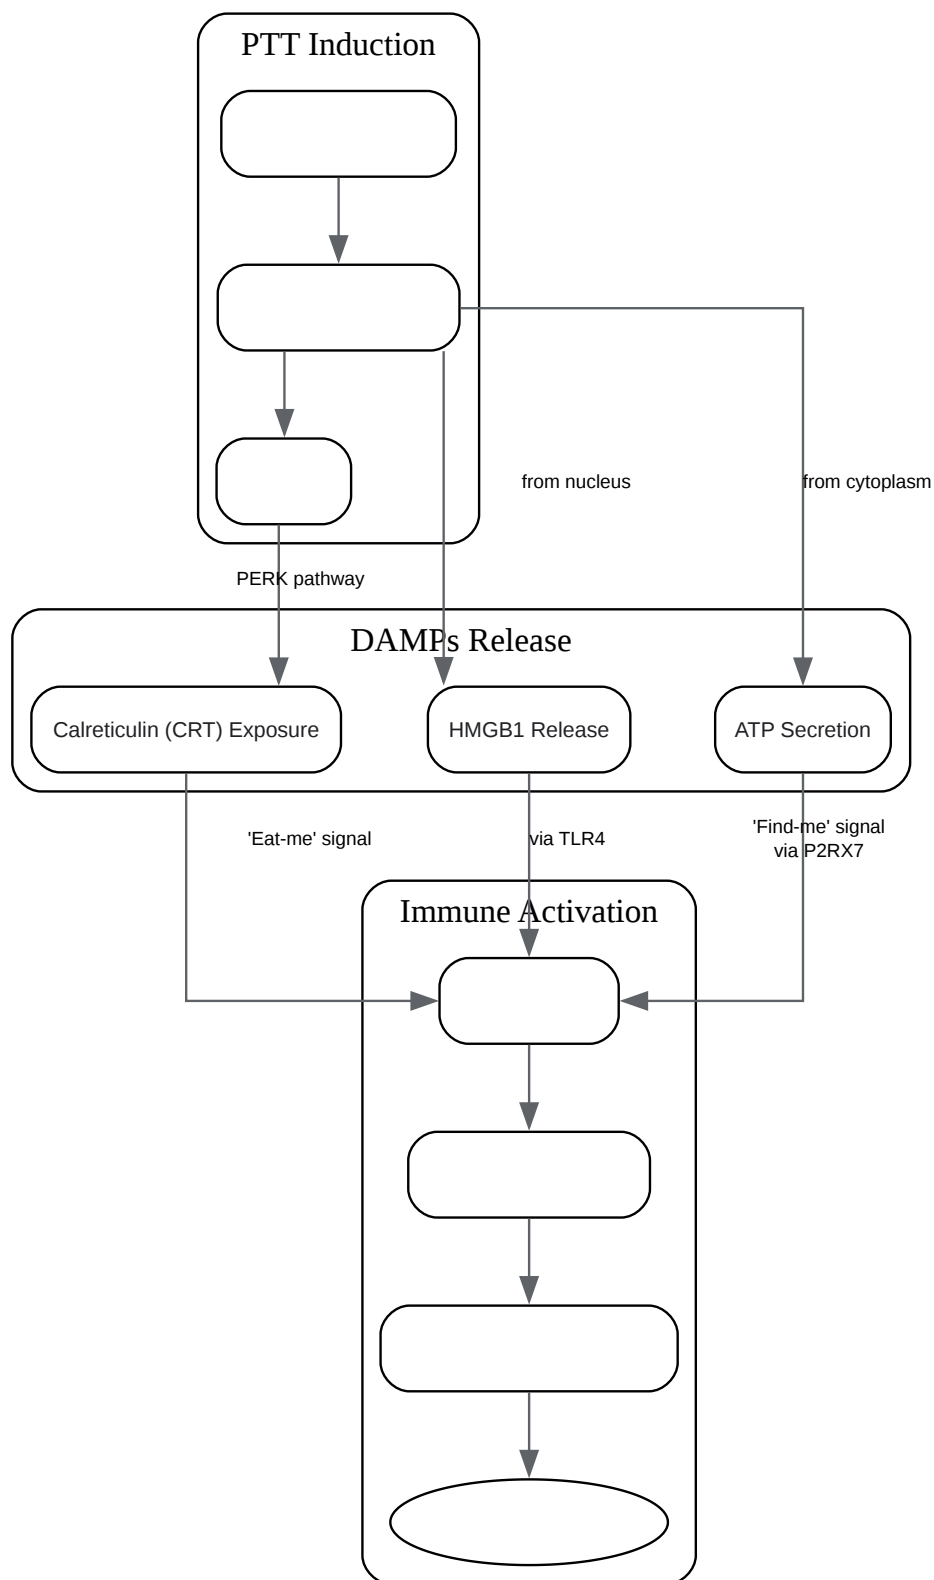 PTT Induction
from nucleus
from cytoplasm
PERK pathway
DAMPs Release
Calreticulin (CRT) Exposure
HMGB1 Release
ATP Secretion
'Eat-me' signal
via TLR4
'Find-me' signal
via P2RX7
Immune Activation